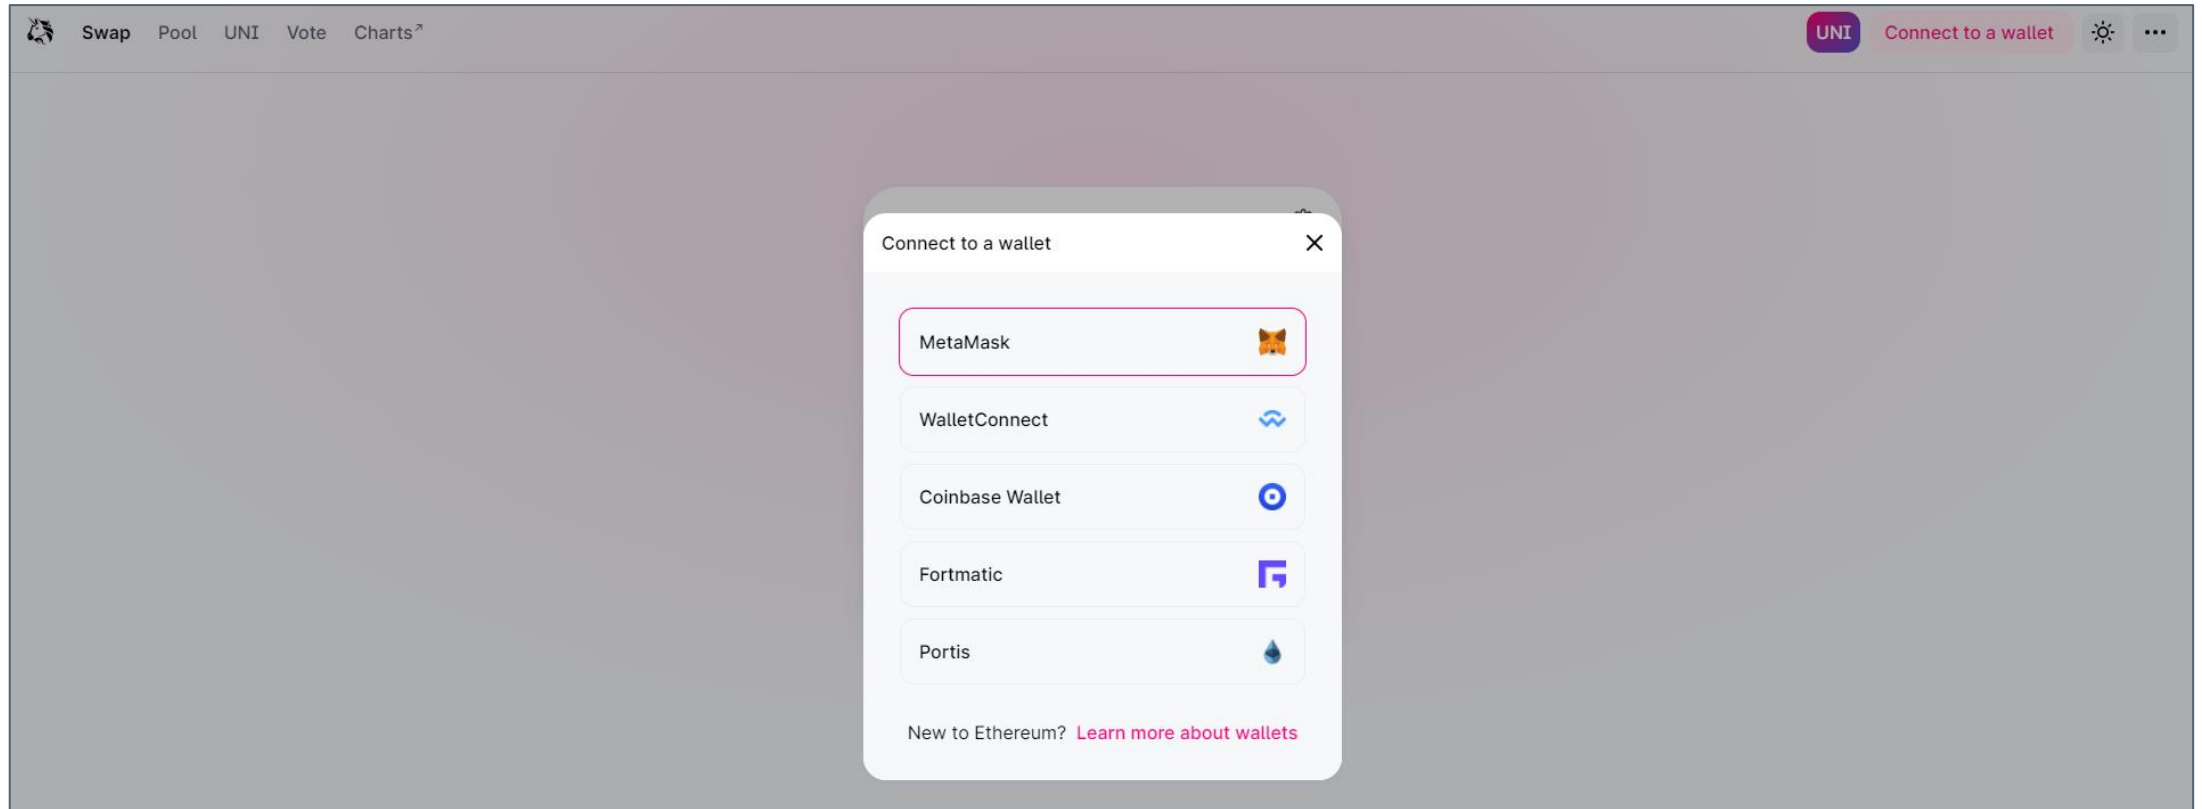 Swap Pool UNI Vote Charts↗ UNI Connect to a wallet
Connect to a wallet
MetaMask
WalletConnect
Coinbase Wallet
Fortmatic
Portis
New to Ethereum? Learn more about wallets